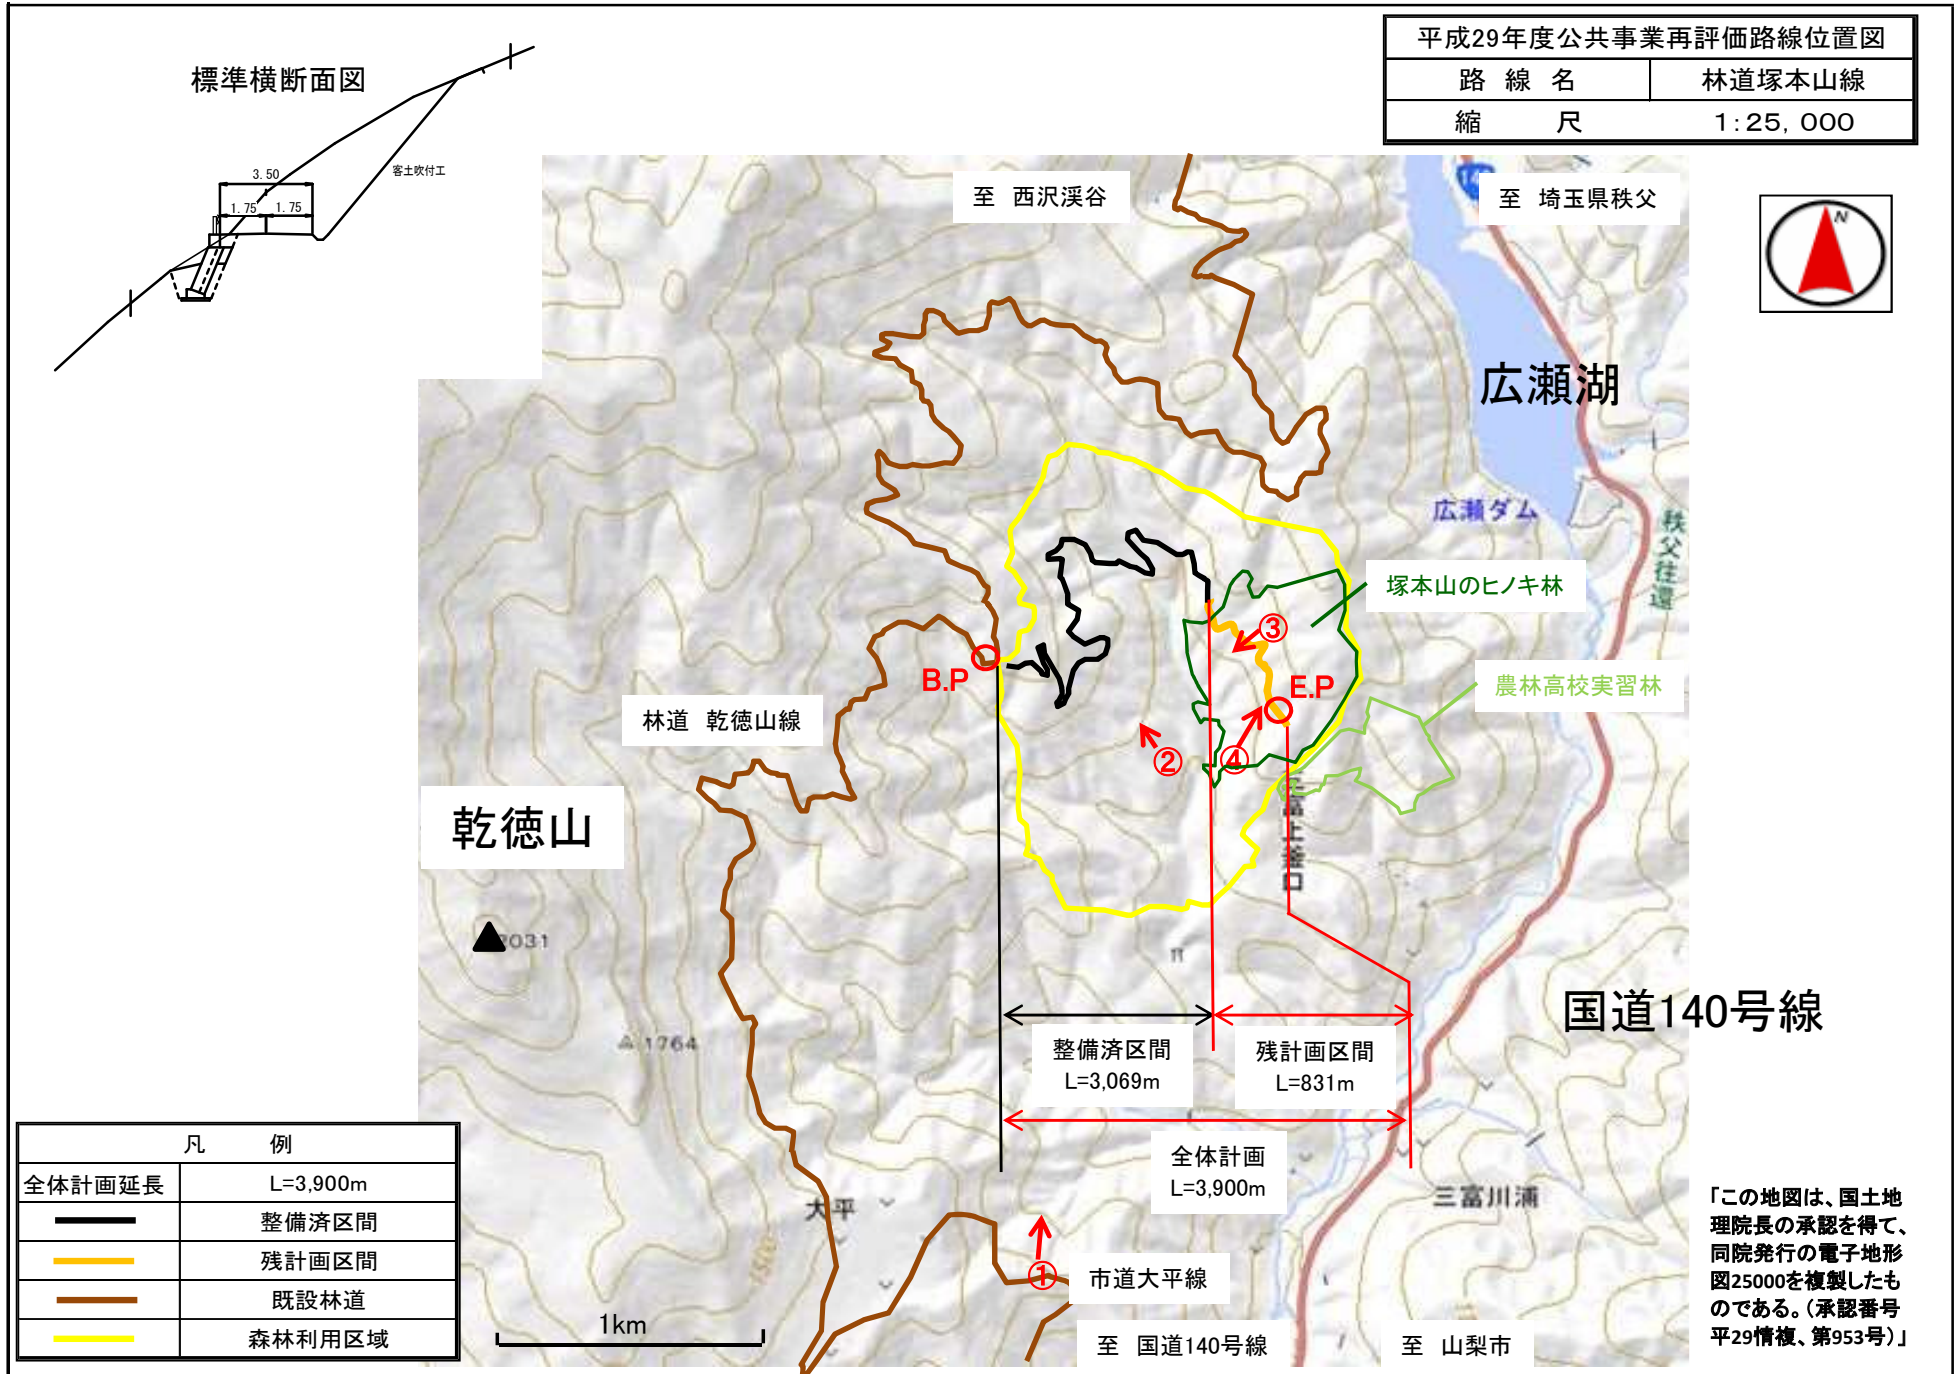 標準横断面図
3.50
1.75
1.75
客土吹付工
平成29年度公共事業再評価路線位置図
路線名 林道塚本山線
縮尺 1:25,000
N
至 西沢渓谷
至 埼玉県秩父
広瀬湖
広瀬ダム
秩父往還
塚本山のヒノキ林
農林高校実習林
③
B.P
E.P
林道 乾徳山線
②
④
乾徳山
2031
1764
国道140号線
整備済区間
L=3,069m
残計画区間
L=831m
全体計画
L=3,900m
大平
三富川浦
1500
①
市道大平線
至 国道140号線
至 山梨市
1km
凡例
全体計画延長 L=3,900m
整備済区間
残計画区間
既設林道
森林利用区域
「この地図は、国土地
理院長の承認を得て、
同院発行の電子地形
図25000を複製したも
のである。(承認番号
平29情複、第953号)」